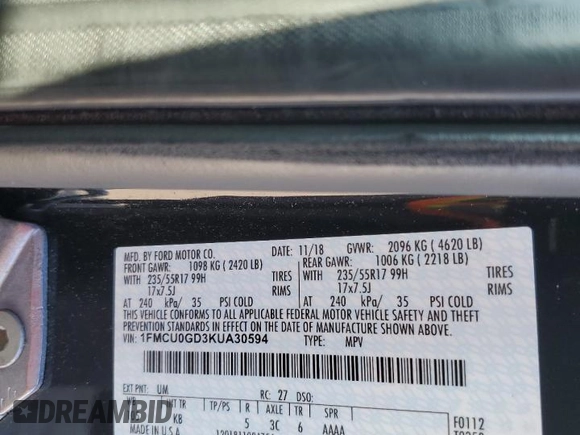 MFD. BY FORD MOTOR CO.
DATE: 11/18 GVWR: 2096 KG ( 4620 LB)
FRONT GAWR: 1098 KG ( 2420 LB) REAR GAWR: 1006 KG ( 2218 LB)
WITH 235/55R17 99H TIRES WITH 235/55R17 99H TIRES
17x7.5J RIMS 17x7.5J RIMS
AT 240 kPa/ 35 PSI COLD AT 240 kPa/ 35 PSI COLD
THIS VEHICLE CONFORMS TO ALL APPLICABLE FEDERAL MOTOR VEHICLE SAFETY AND THEFT
PREVENTION STANDARDS IN EFFECT ON THE DATE OF MANUFACTURE SHOWN ABOVE.
VIN: 1FMCU0GD3KUA30594 TYPE: MPV
EXT PNT: UM RC: 27 DSO:
TP/PS R AXLE TR SPR
KB 5 3C 6 AAAA
F0112
DREAMBID